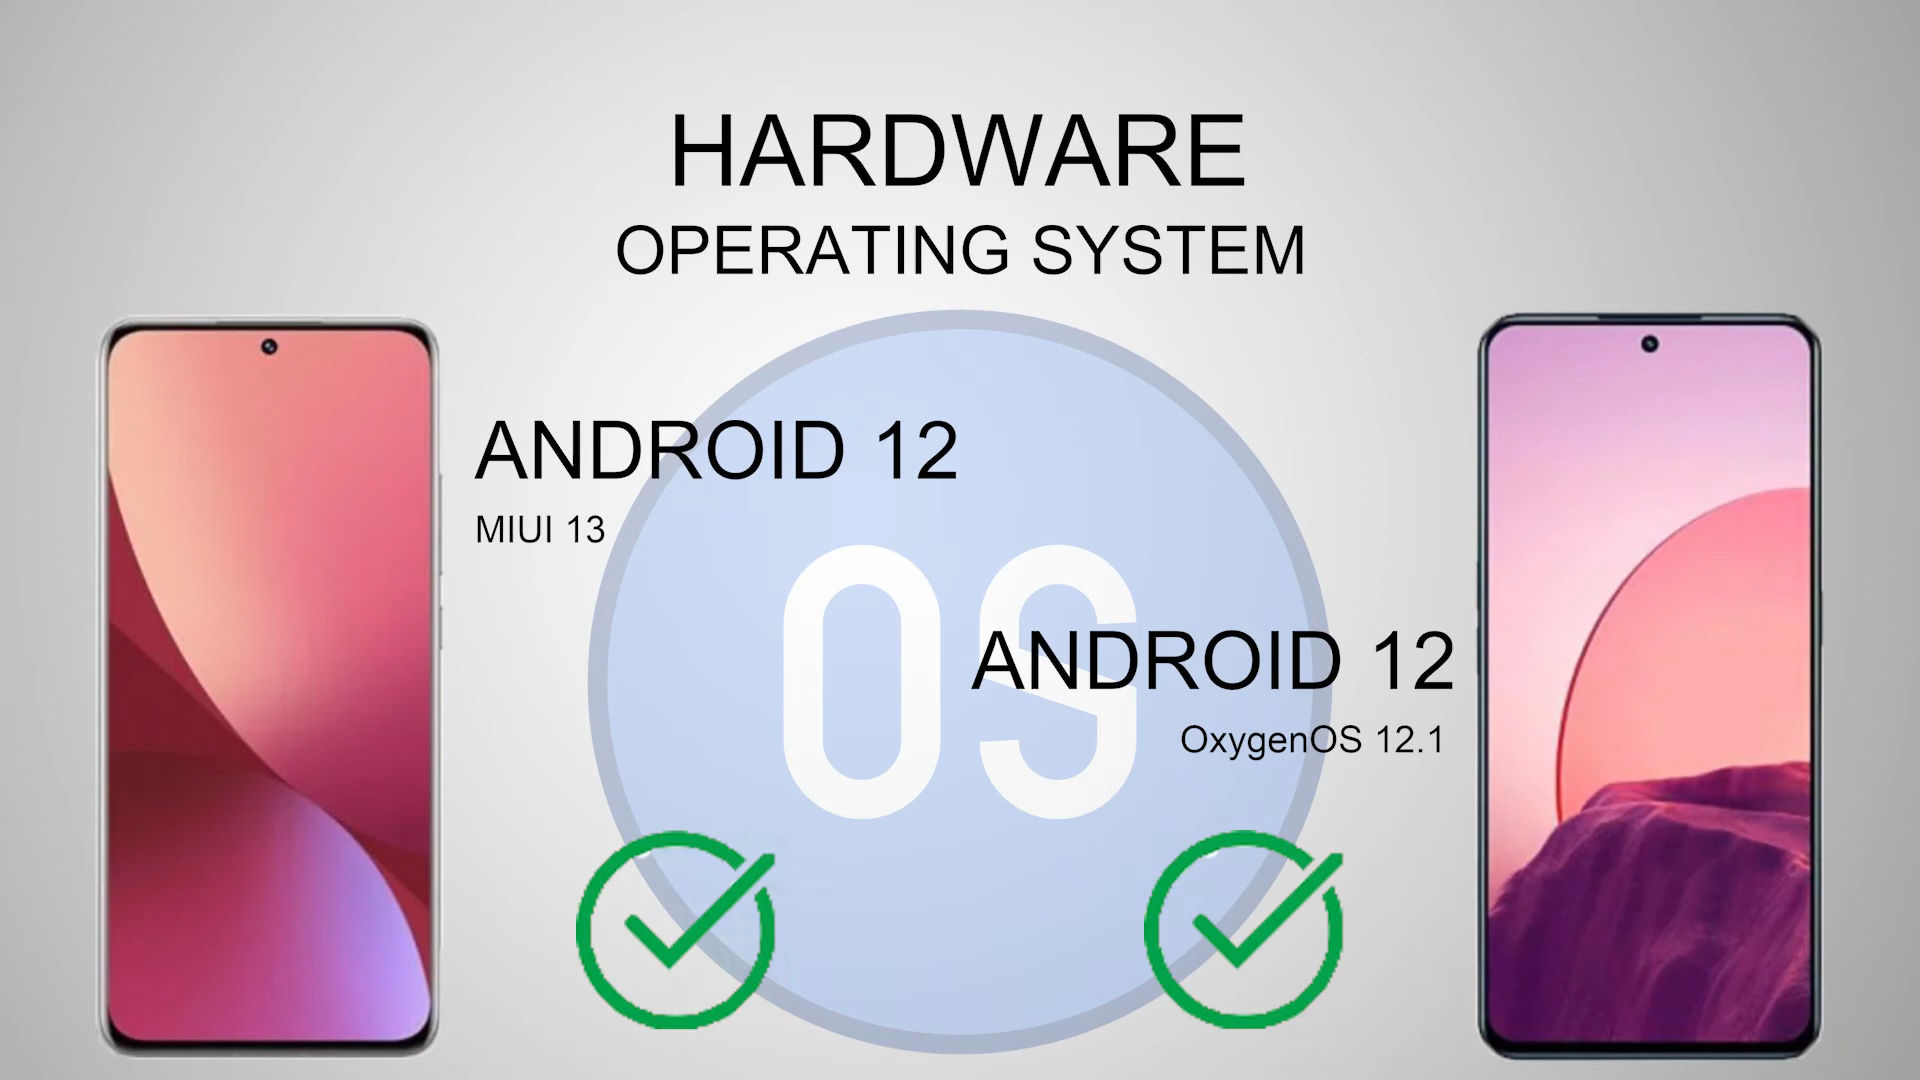 HARDWARE
OPERATING SYSTEM
ANDROID 12
MIUI 13
OS
ANDROID 12
OxygenOS 12.1